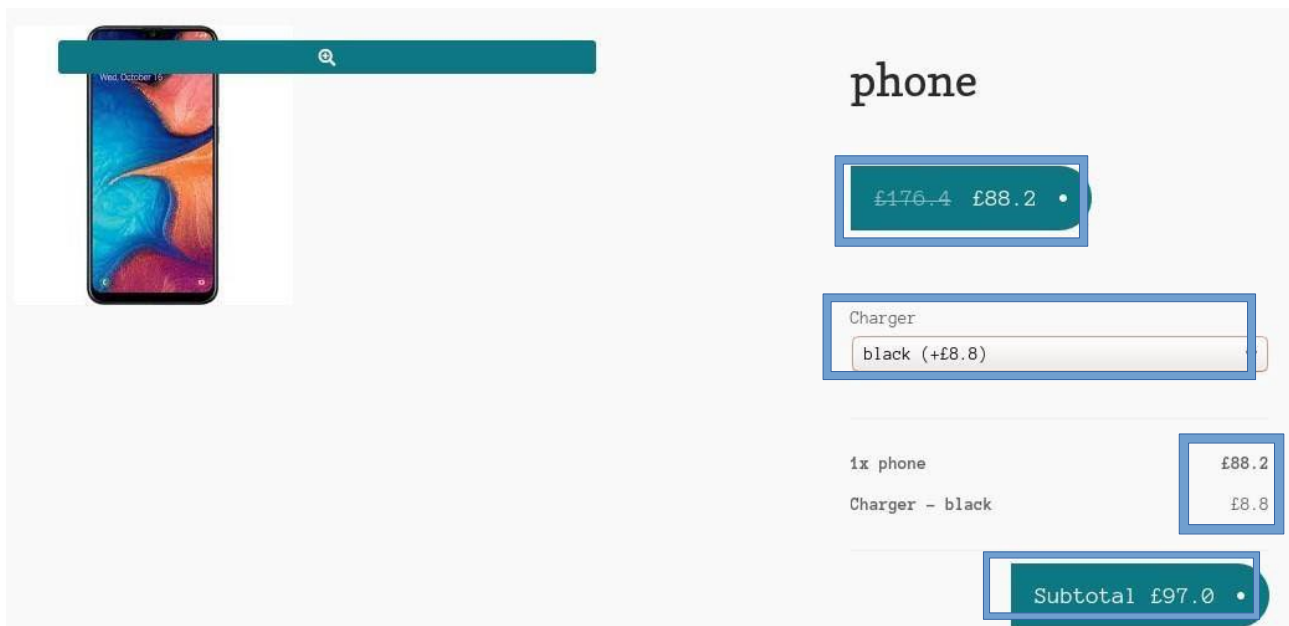 Wed, October 16
phone
£176.4 £88.2
Charger
black (+£8.8)
1x phone £88.2
Charger - black £8.8
Subtotal £97.0